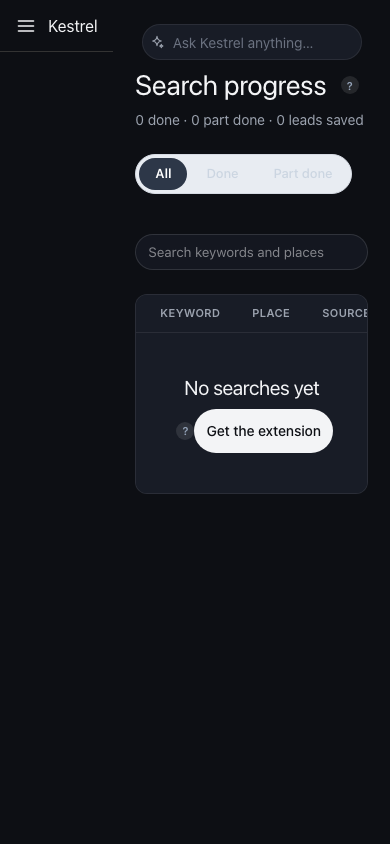 Kestrel
Ask Kestrel anything...
Search progress ?
0 done · 0 part done · 0 leads saved
All Done Part done
Search keywords and places
KEYWORD PLACE SOURCE
No searches yet
? Get the extension